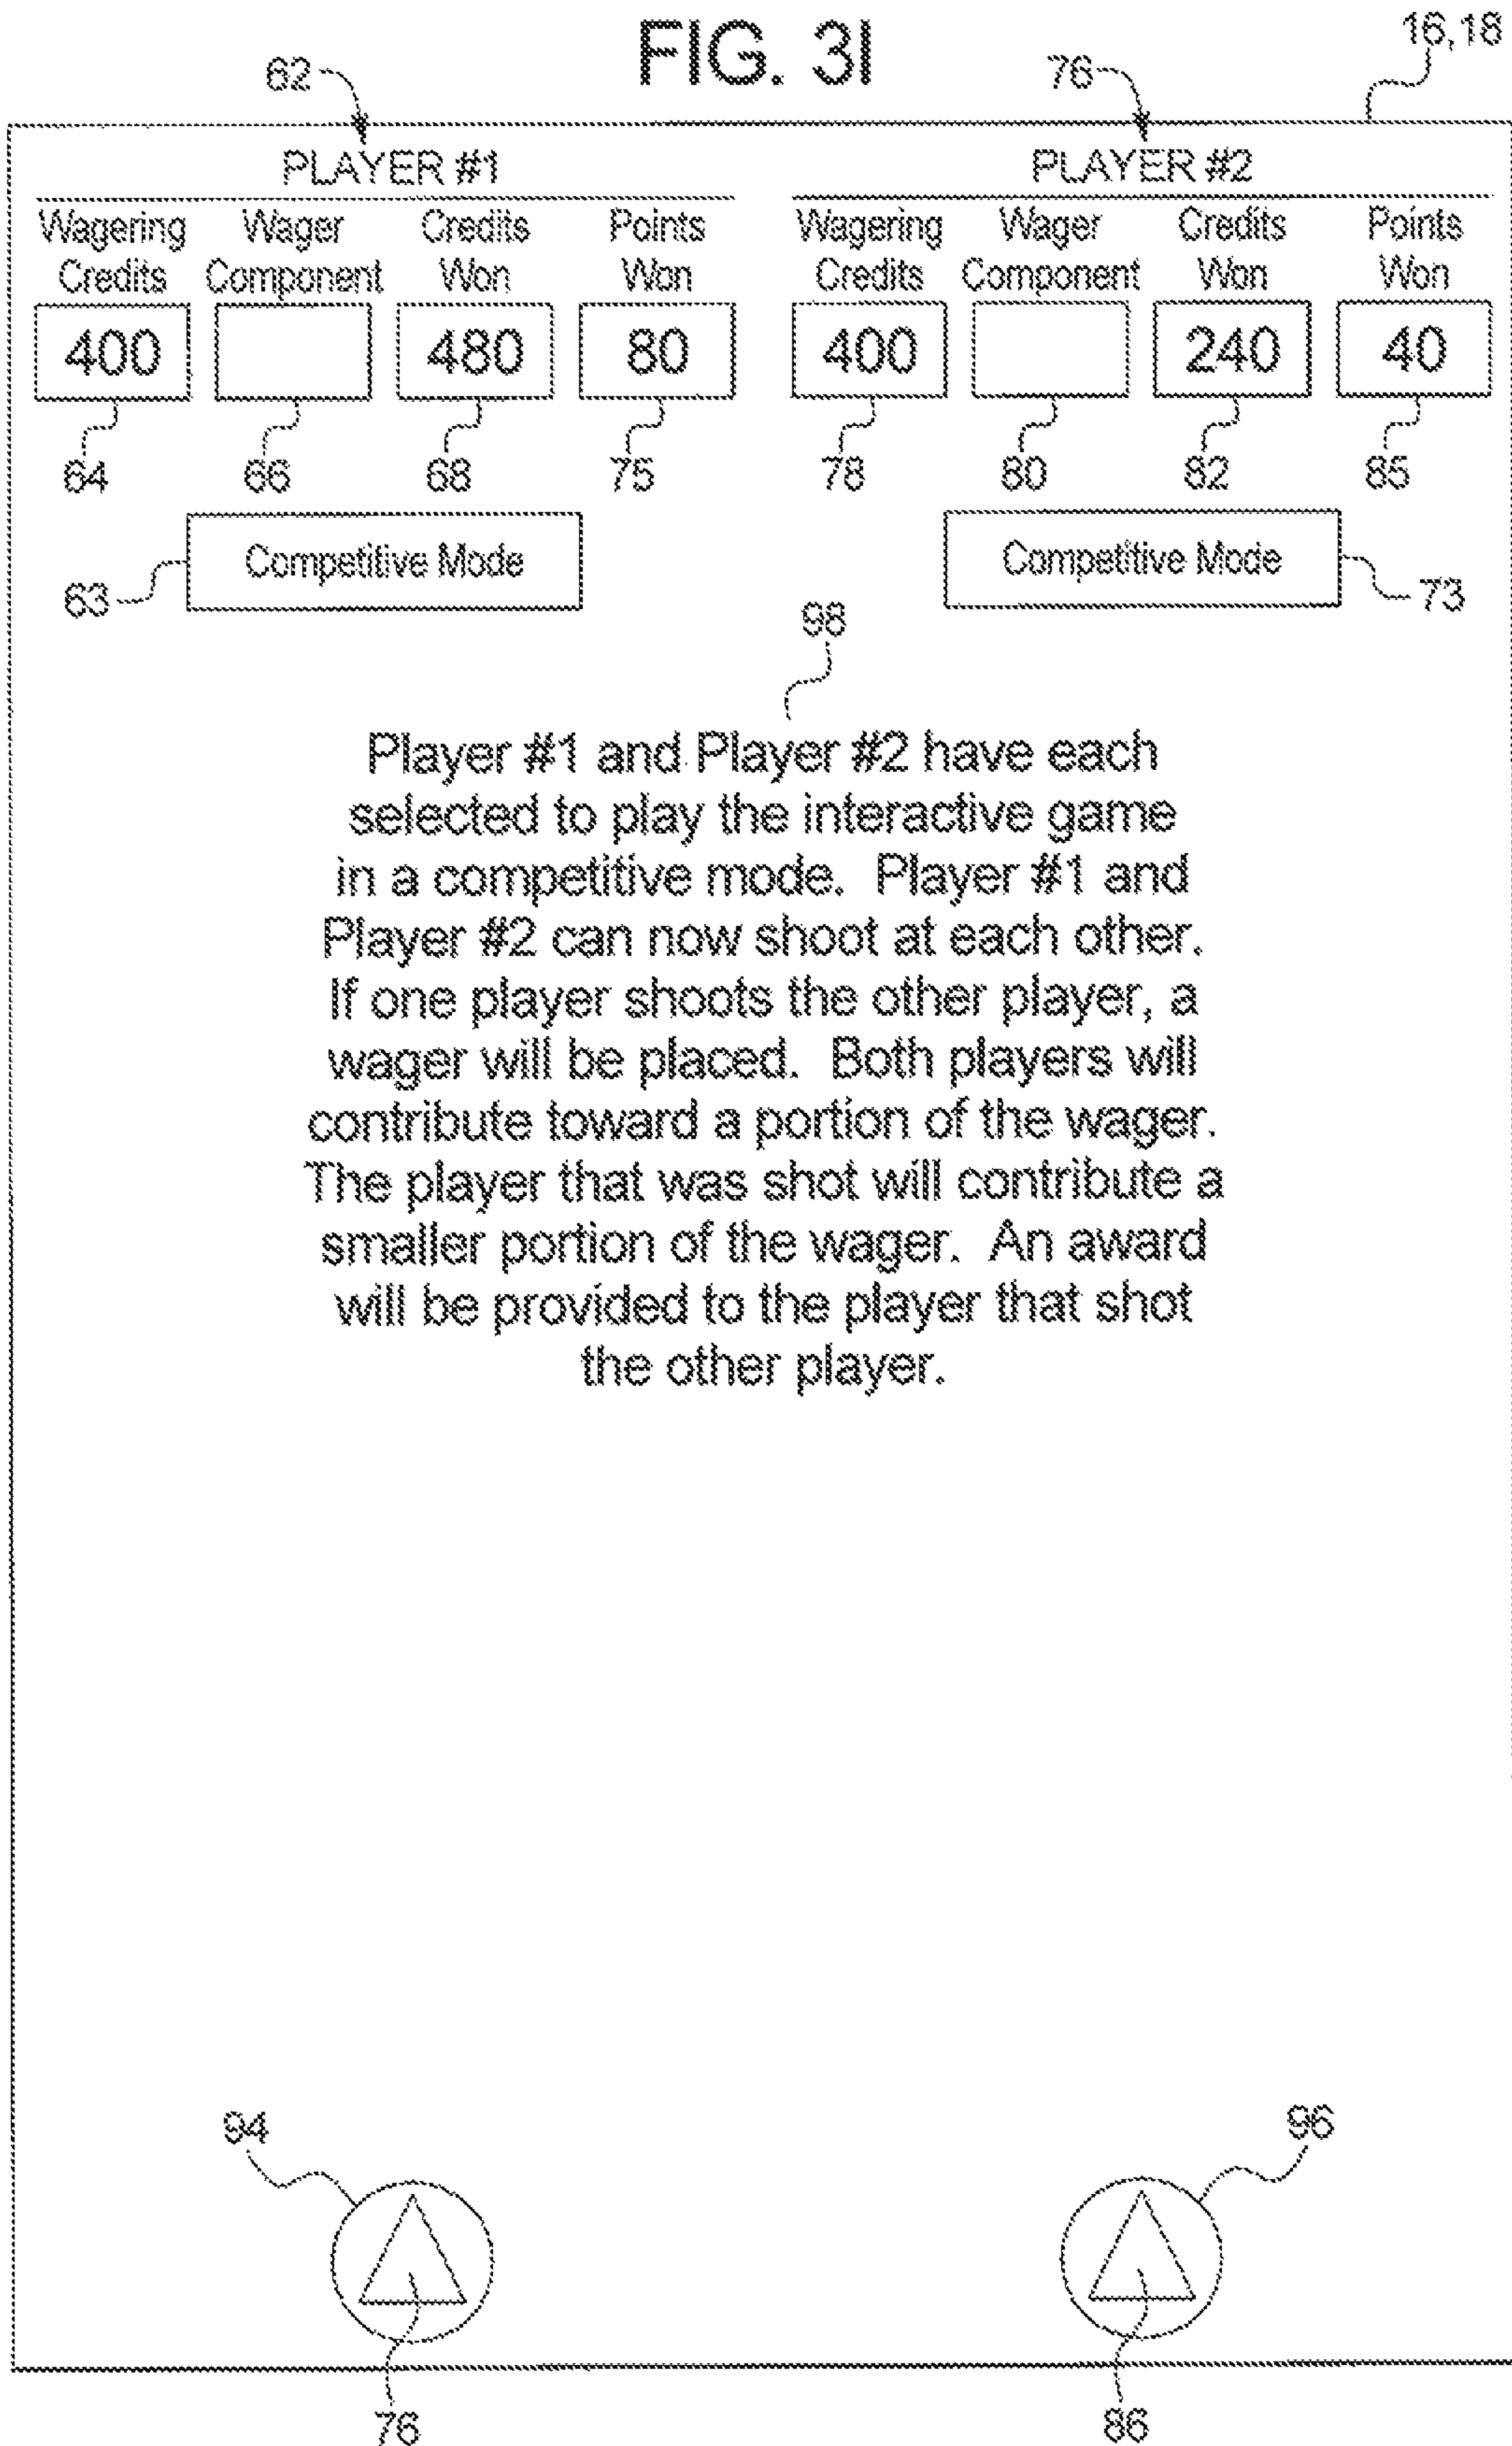 FIG. 3I
16,18
62
76
PLAYER #1
PLAYER #2
Wagering Credits
Wager Component
Credits Won
Points Won
Wagering Credits
Wager Component
Credits Won
Points Won
400
480
80
400
240
40
64
66
68
75
78
80
82
85
Competitive Mode
Competitive Mode
63
73
98
Player #1 and Player #2 have each
selected to play the interactive game
in a competitive mode. Player #1 and
Player #2 can now shoot at each other.
If one player shoots the other player, a
wager will be placed. Both players will
contribute toward a portion of the wager.
The player that was shot will contribute a
smaller portion of the wager. An award
will be provided to the player that shot
the other player.
94
96
76
86